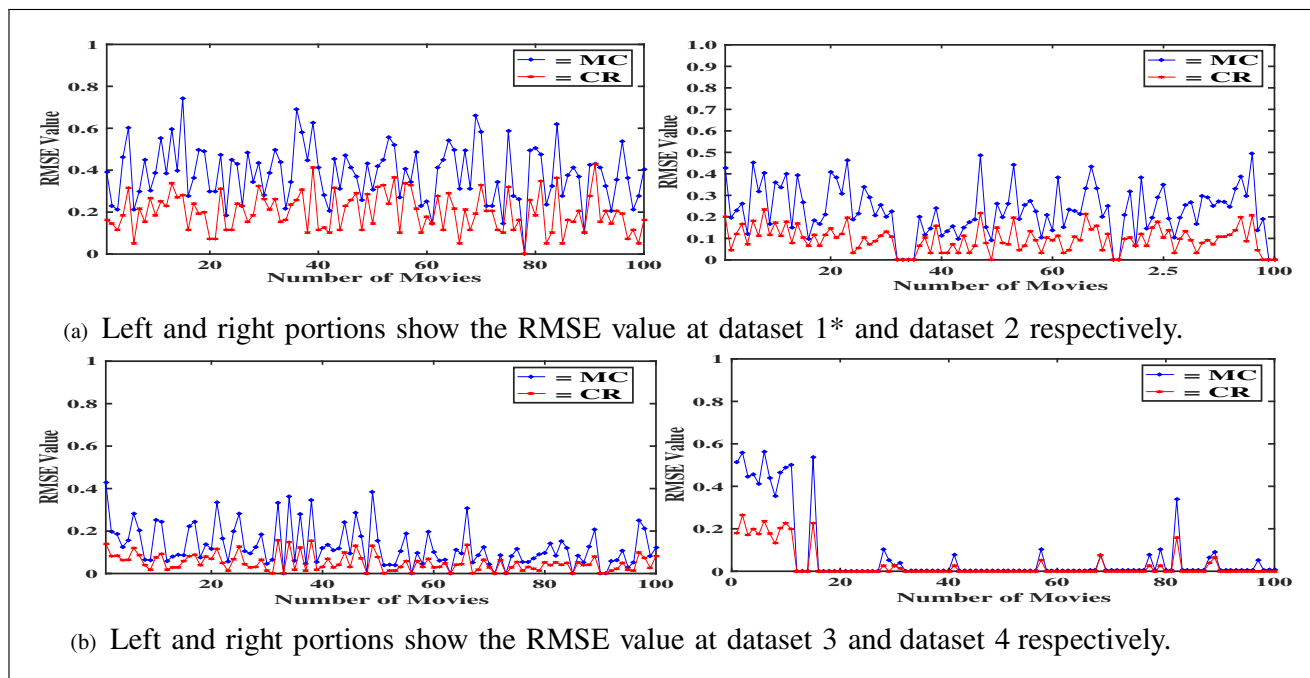 1
0.8
0.6
0.4
0.2
0
RMSE Value
20
40
60
80
100
Number of Movies
= MC
= CR
1.0
0.9
0.8
0.7
0.6
0.5
0.4
0.3
0.2
0.1
0
RMSE Value
20
40
60
2.5
100
Number of Movies
= MC
= CR
(a) Left and right portions show the RMSE value at dataset 1* and dataset 2 respectively.
1
0.8
0.6
0.4
0.2
0
RMSE Value
20
40
60
80
100
Number of Movies
= MC
= CR
1
0.8
0.6
0.4
0.2
0
RMSE Value
0
20
40
60
80
100
Number of Movies
= MC
= CR
(b) Left and right portions show the RMSE value at dataset 3 and dataset 4 respectively.